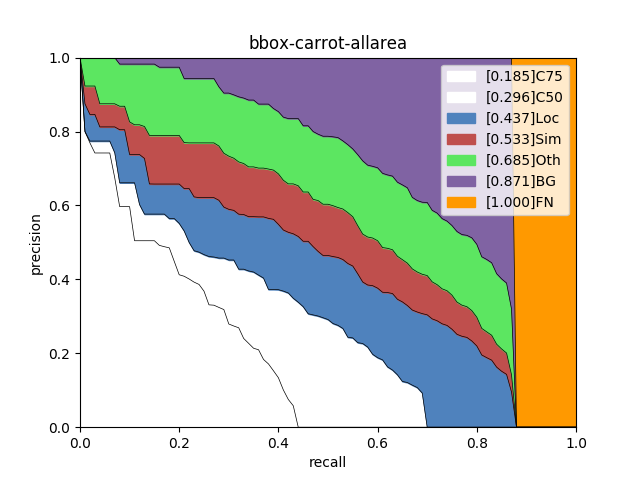 bbox-carrot-allarea
1.0
0.8
0.6
0.4
0.2
0.0
precision
[0.185]C75
[0.296]C50
[0.437]Loc
[0.533]Sim
[0.685]Oth
[0.871]BG
[1.000]FN
0.0 0.2 0.4 0.6 0.8 1.0
recall